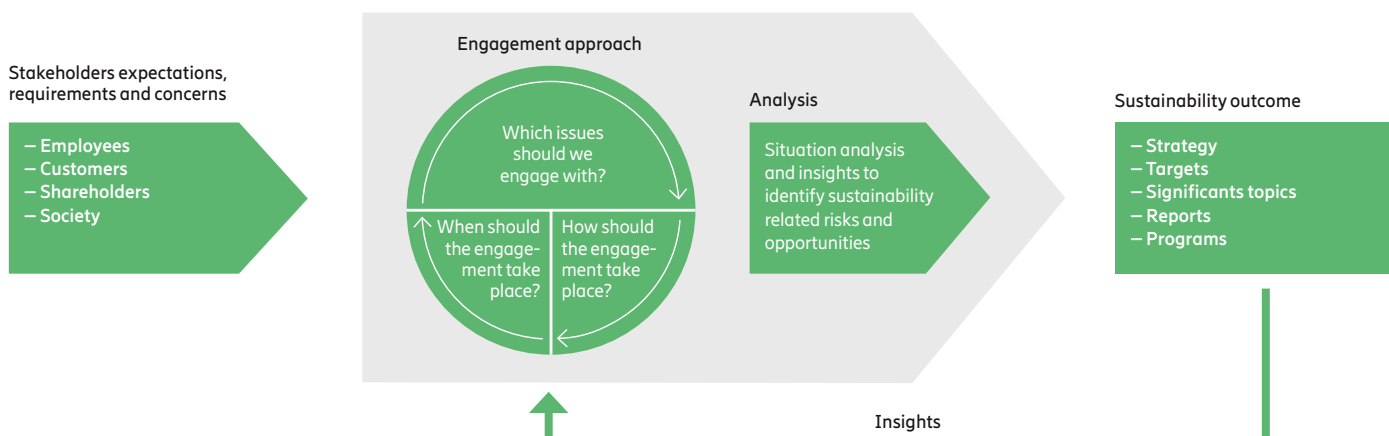 Stakeholders expectations,
requirements and concerns
– Employees
– Customers
– Shareholders
– Society
Engagement approach
Which issues
should we
engage with?
When should
the engage-
ment take
place?
How should
the engage-
ment take
place?
Analysis
Situation analysis
and insights to
identify sustainability
related risks and
opportunities
Sustainability outcome
– Strategy
– Targets
– Significants topics
– Reports
– Programs
Insights